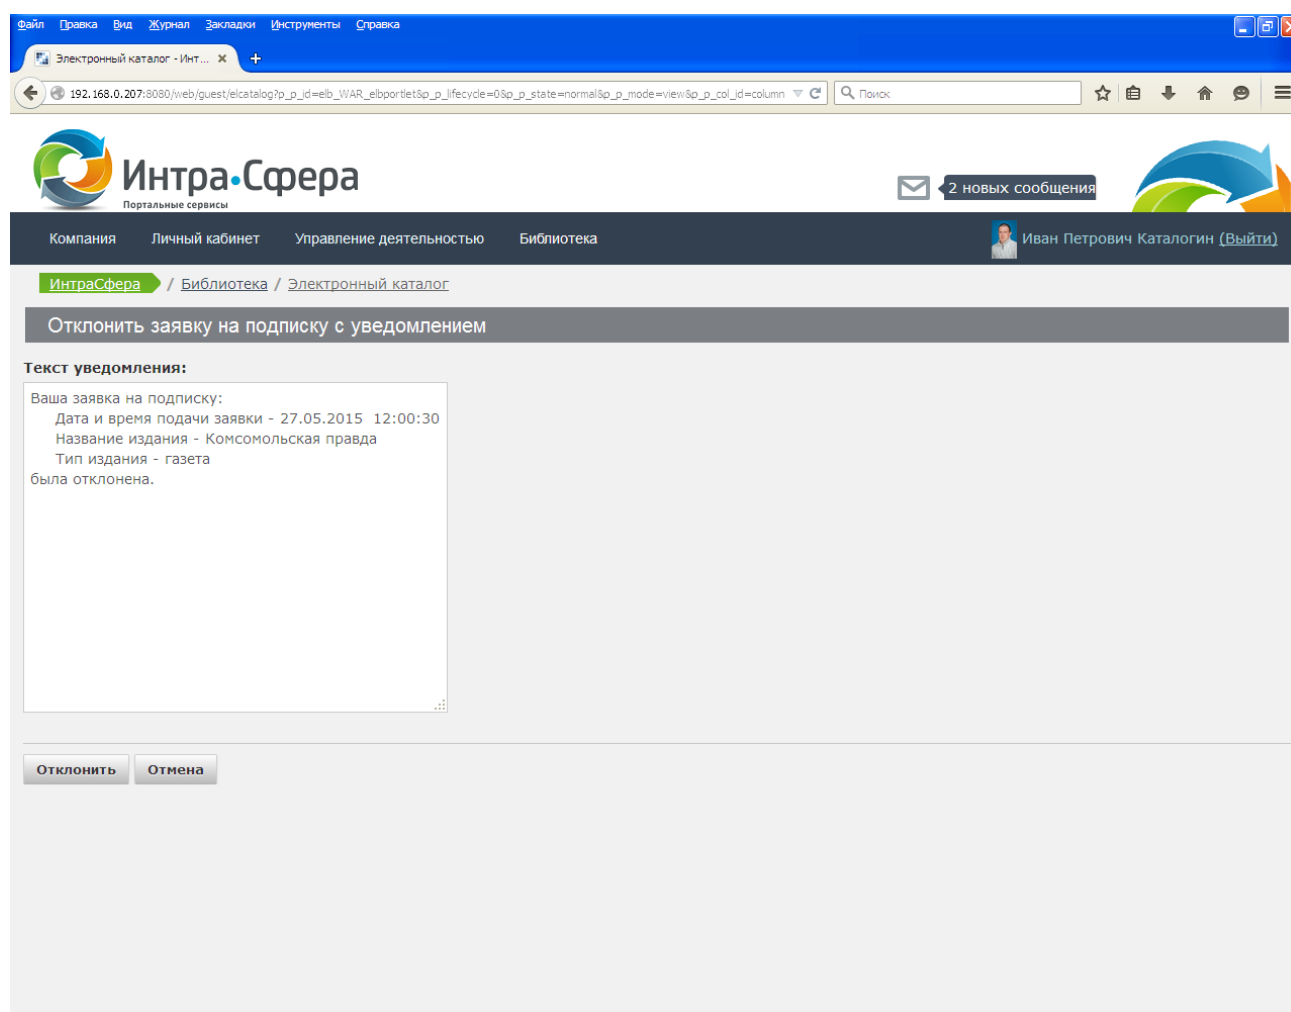 Файл Правка Вид Журнал Закладки Инструменты Справка
Электронный каталог - Инт...
192.168.0.207:8080/web/guest/elcatalog?p_p_id=elb_WAR_elbportlet&p_p_lifecycle=0&p_p_state=normal&p_p_mode=view&p_p_col_id=column
Поиск
Интра•Сфера
Портальные сервисы
2 новых сообщения
Компания Личный кабинет Управление деятельностью Библиотека
Иван Петрович Каталогин (Выйти)
ИнтраСфера / Библиотека / Электронный каталог
Отклонить заявку на подписку с уведомлением
Текст уведомления:
Ваша заявка на подписку:
Дата и время подачи заявки - 27.05.2015 12:00:30
Название издания - Комсомольская правда
Тип издания - газета
была отклонена.
Отклонить Отмена